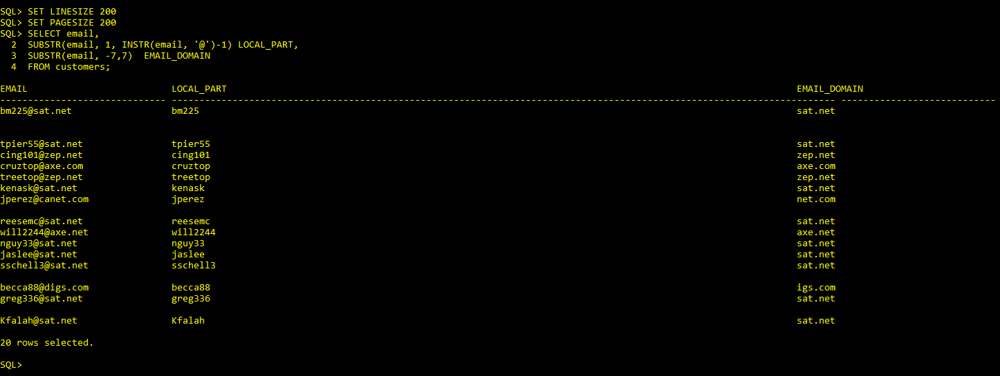 SQL> SET LINESIZE 200
SQL> SET PAGESIZE 200
SQL> SELECT email,
  2  SUBSTR(email, 1, INSTR(email, '@')-1) LOCAL_PART,
  3  SUBSTR(email, -7,7)  EMAIL_DOMAIN
  4  FROM customers;
EMAIL LOCAL_PART EMAIL_DOMAIN
------------------------------ ------------------------------------------------------------------------------------------------------------------------ ----------------------------
bm225@sat.net bm225 sat.net
tpier55@sat.net tpier55 sat.net
cing101@zep.net cing101 zep.net
cruztop@axe.com cruztop axe.com
treetop@zep.net treetop zep.net
kenask@sat.net kenask sat.net
jperez@canet.com jperez net.com
reesemc@sat.net reesemc sat.net
will2244@axe.net will2244 axe.net
nguy33@sat.net nguy33 sat.net
jaslee@sat.net jaslee sat.net
sschell3@sat.net sschell3 sat.net
becca88@digs.com becca88 igs.com
greg336@sat.net greg336 sat.net
Kfalah@sat.net Kfalah sat.net
20 rows selected.
SQL>